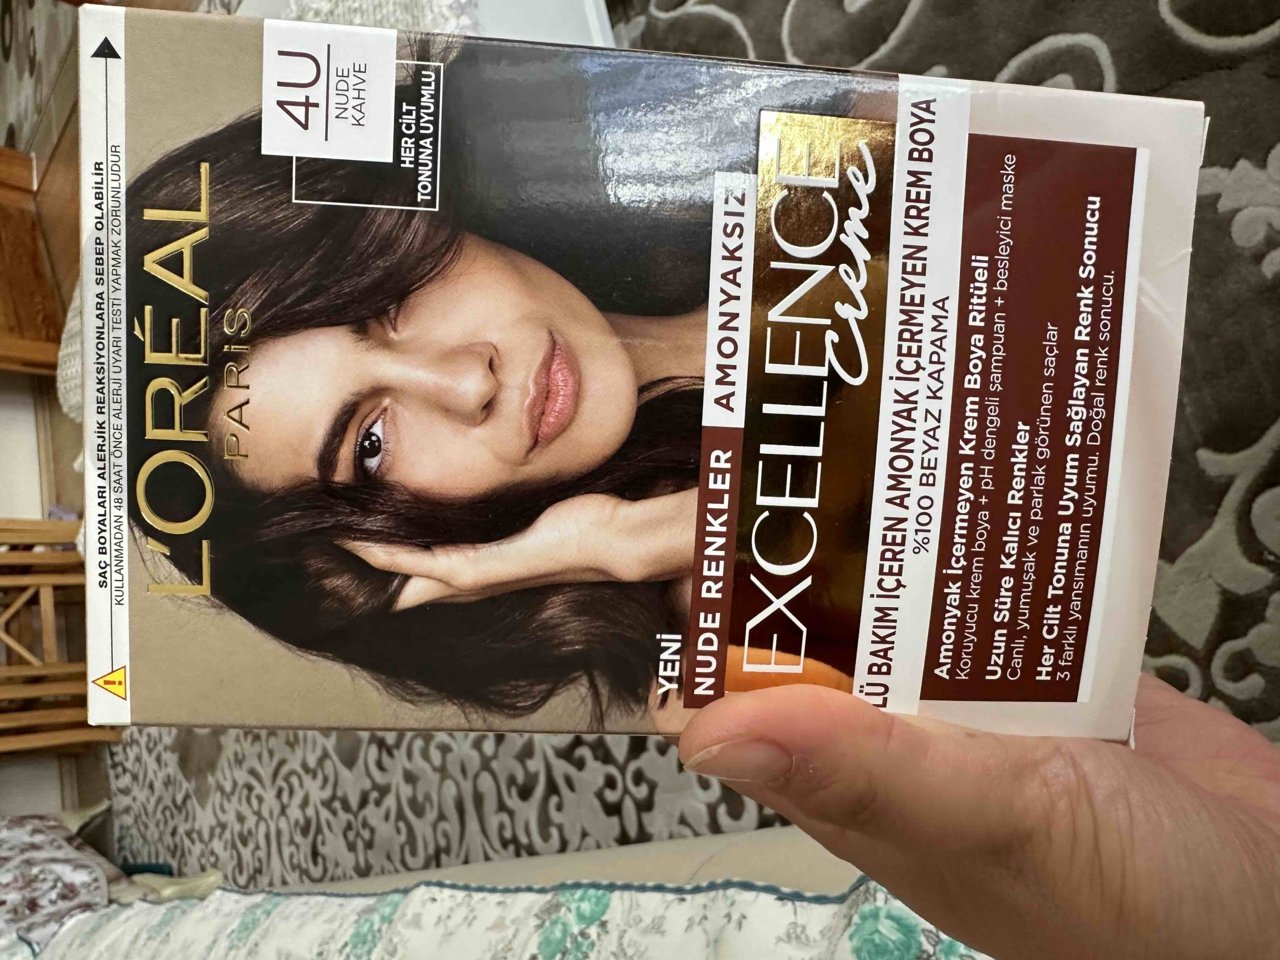 SAÇ BOYALARI ALERJİK REAKSİYONLARA SEBEP OLABİLİR
KULLANMADAN 48 SAAT ÖNCE ALERJİ UYARI TESTİ YAPMAK ZORUNLUDUR
L'ORÉAL
PARiS
4U
NUDE
KAHVE
HER CİLT
TONUNA UYUMLU
YENİ
NUDE RENKLER AMONYAKSIZ
EXCELLENCE
Creme
BAKIM İÇEREN AMONYAK İÇERMEYEN KREM BOYA
%100 BEYAZ KAPAMA
Amonyak İçermeyen Krem Boya Ritüeli
Koruyucu krem boya + pH dengeli şampuan + besleyici maske
Uzun Süre Kalıcı Renkler
Canlı, yumuşak ve parlak görünen saçlar
Her Cilt Tonuna Uyum Sağlayan Renk Sonucu
3 farklı yansımanın uyumu. Doğal renk sonucu.